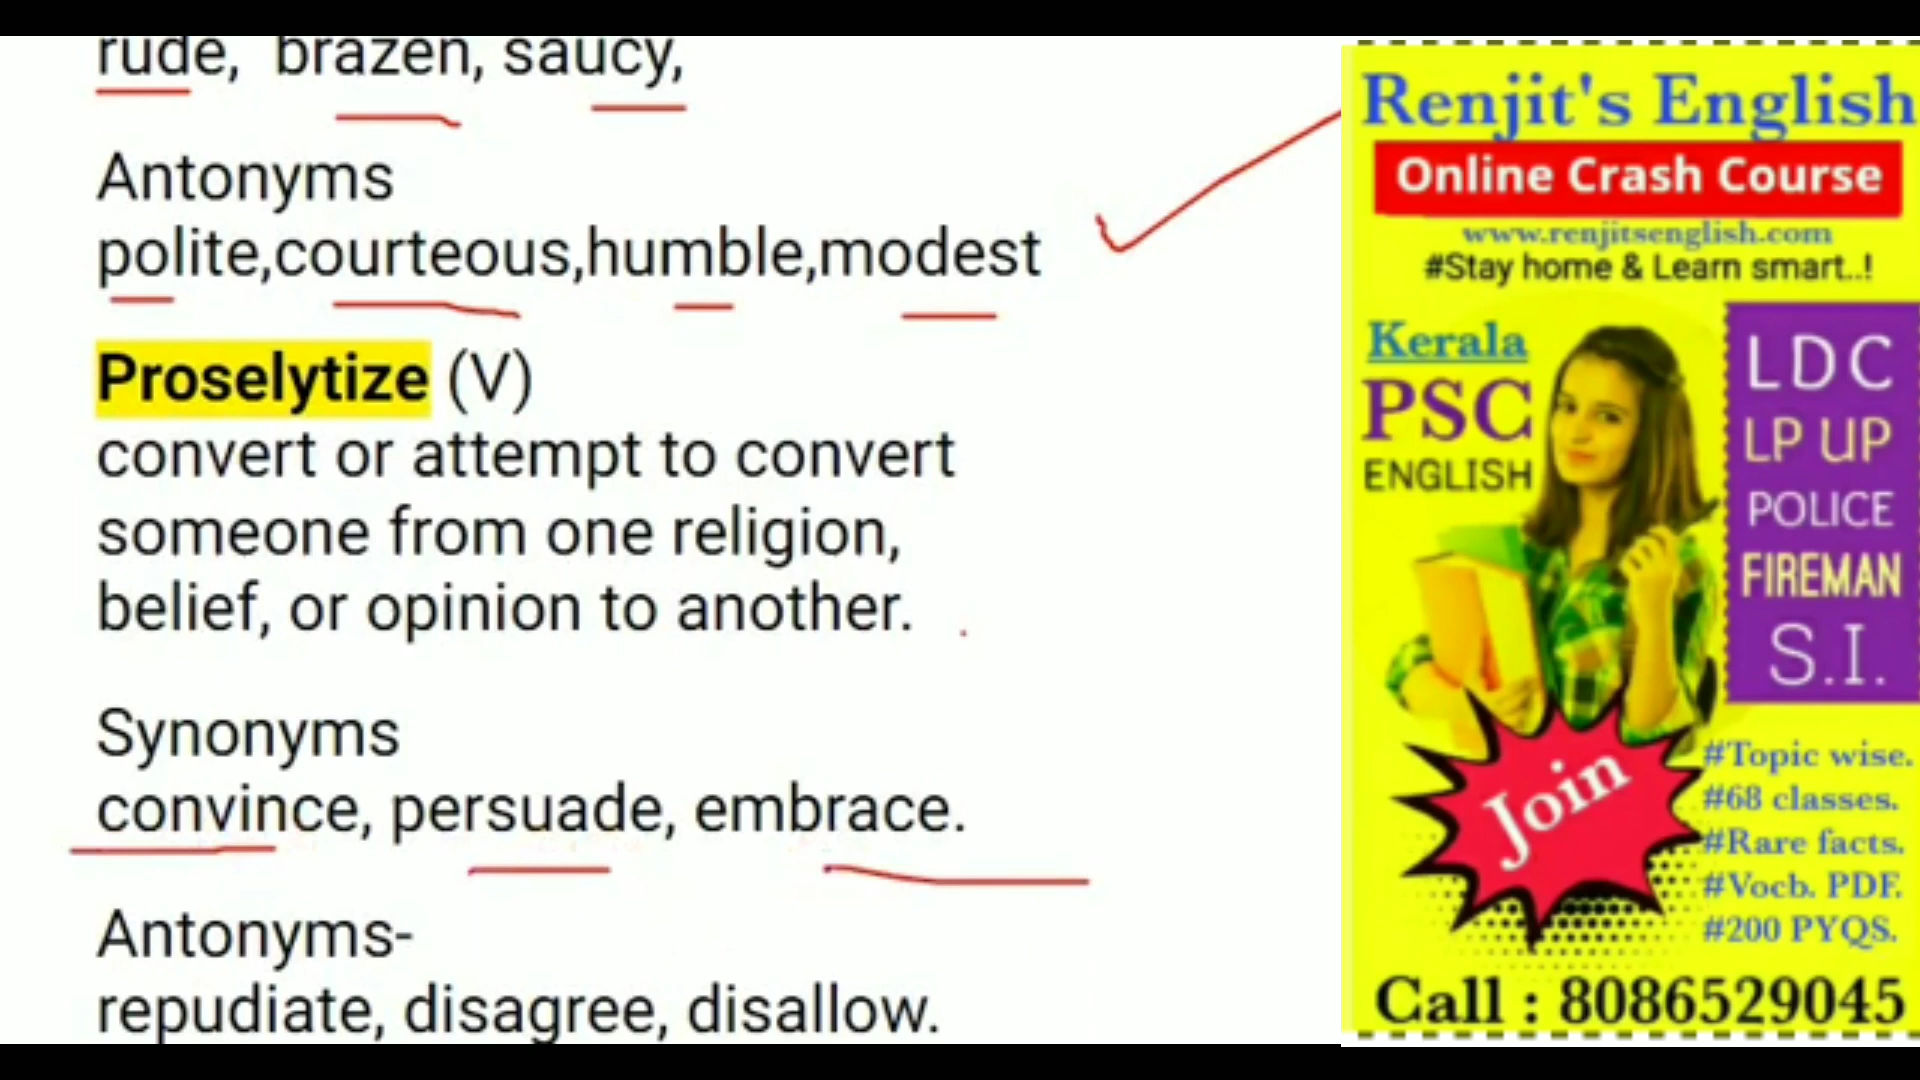 rude, brazen, saucy,
Antonyms
polite,courteous,humble,modest
Proselytize (V)
convert or attempt to convert
someone from one religion,
belief, or opinion to another.
Synonyms
convince, persuade, embrace.
Antonyms-
repudiate, disagree, disallow.
Renjit's English
Online Crash Course
www.renjitsenglish.com
#Stay home & Learn smart..!
Kerala
PSC
ENGLISH
LDC
LP UP
POLICE
FIREMAN
S.I.
Join
#Topic wise.
#68 classes.
#Rare facts.
#Vocb. PDF.
#200 PYQS.
Call : 8086529045